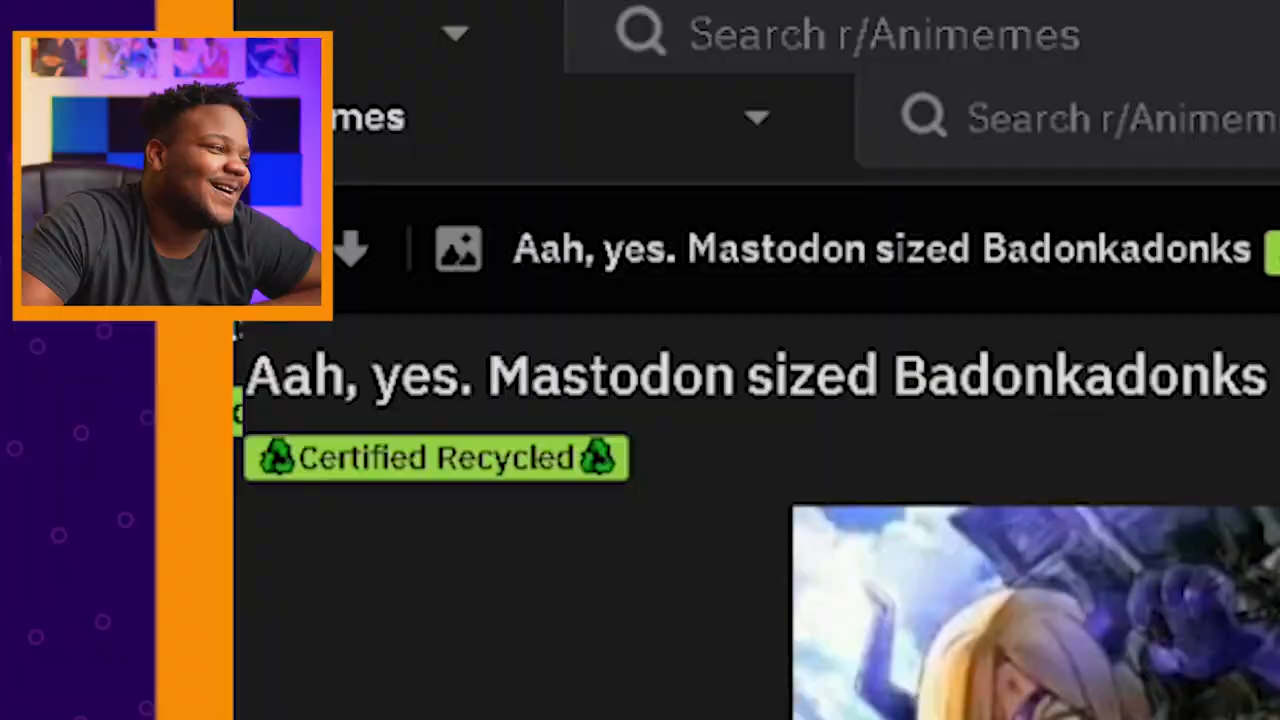 Search r/Animemes
mes
Search r/Animem
Aah, yes. Mastodon sized Badonkadonks
Aah, yes. Mastodon sized Badonkadonks
Certified Recycled